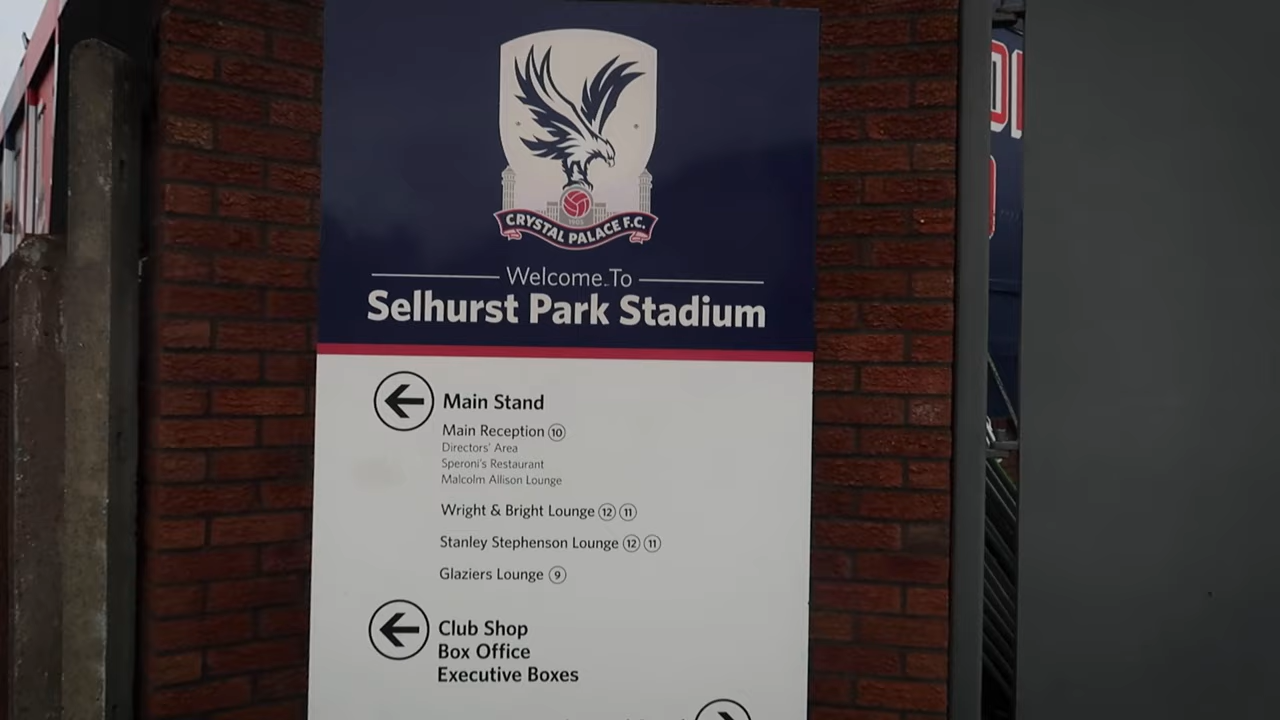 CRYSTAL PALACE F.C.
Welcome To
Selhurst Park Stadium
Main Stand
Main Reception 10
Directors' Area
Speroni's Restaurant
Malcolm Allison Lounge
Wright & Bright Lounge 12 11
Stanley Stephenson Lounge 12 11
Glaziers Lounge 9
Club Shop
Box Office
Executive Boxes